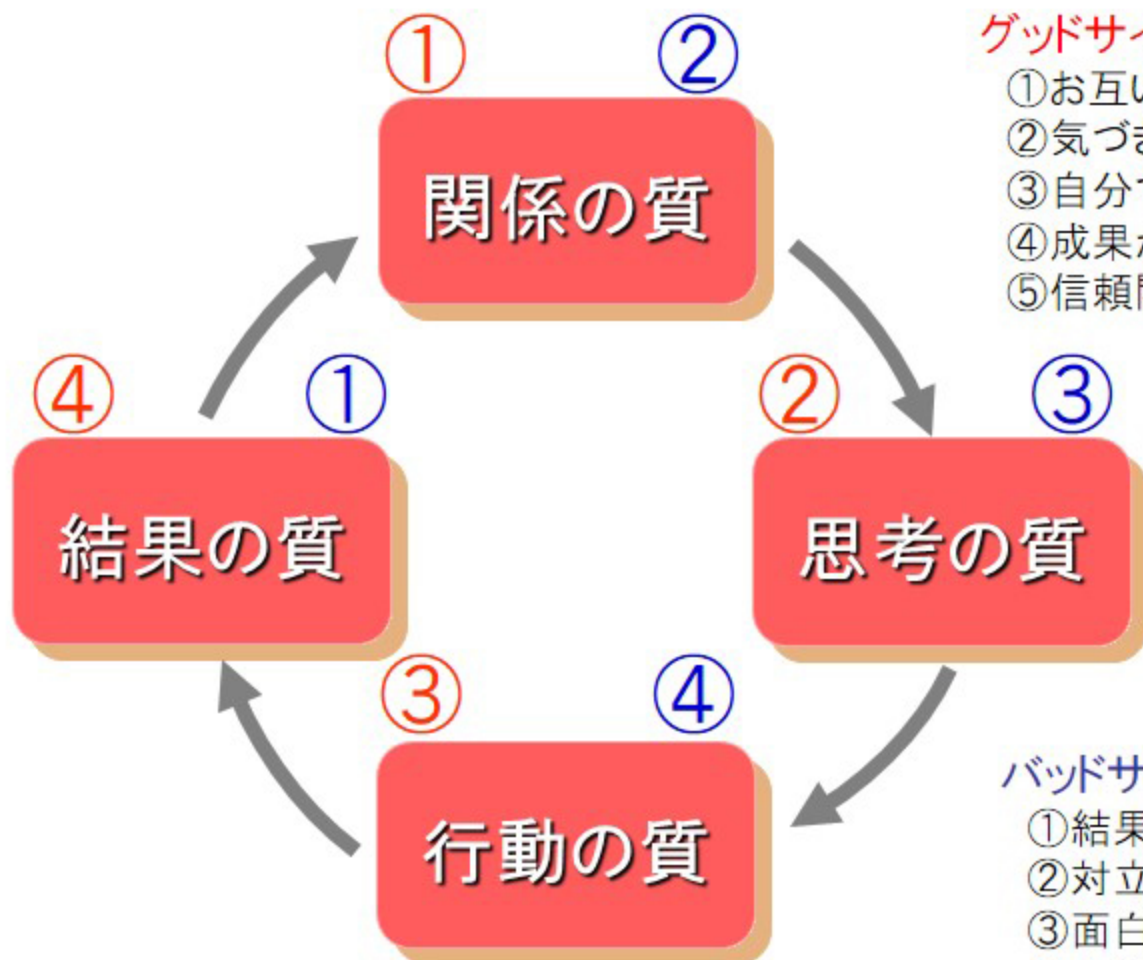 ① ②
関係の質
④ ①
結果の質
② ③
思考の質
③ ④
行動の質
グッドサイ
①お互い
②気づき
③自分で
④成果が
⑤信頼
バッドサ
①結果
②対立
③面白